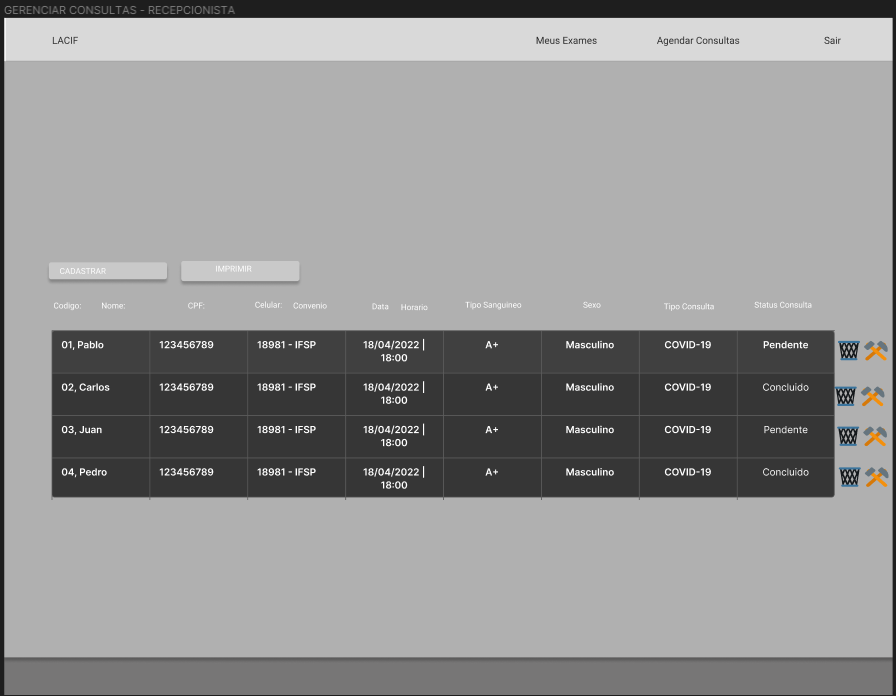 GERENCIAR CONSULTAS - RECEPCIONISTA
LACIF Meus Exames Agendar Consultas Sair
CADASTRAR IMPRIMIR
Codigo: Nome: CPF: Celular: Convenio Data Horario Tipo Sanguineo Sexo Tipo Consulta Status Consulta
01, Pablo 123456789 18981 - IFSP 18/04/2022 | A+ Masculino COVID-19 Pendente
18:00
02, Carlos 123456789 18981 - IFSP 18/04/2022 | A+ Masculino COVID-19 Concluido
18:00
03, Juan 123456789 18981 - IFSP 18/04/2022 | A+ Masculino COVID-19 Pendente
18:00
04, Pedro 123456789 18981 - IFSP 18/04/2022 | A+ Masculino COVID-19 Concluido
18:00